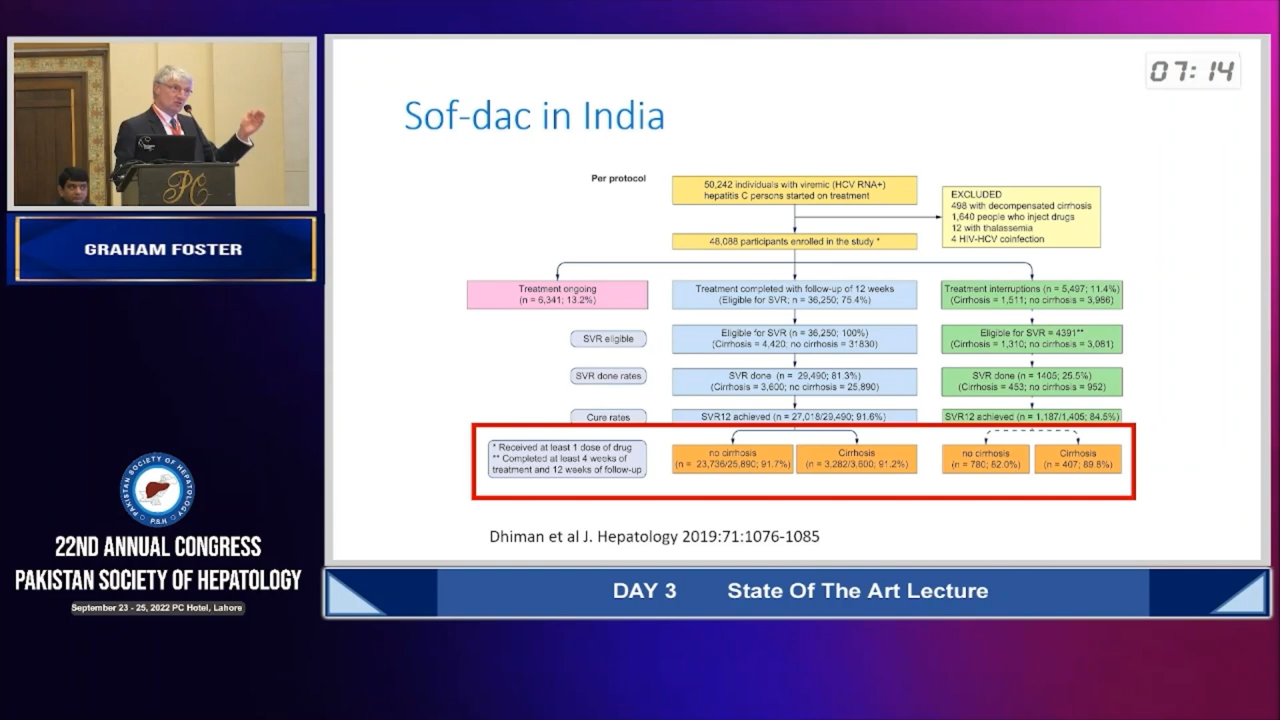 07:14
Sof-dac in India
Per protocol
50,242 individuals with viremic (HCV RNA+)
hepatitis C persons started on treatment
EXCLUDED
498 with decompensated cirrhosis
1,640 people who inject drugs
12 with thalassemia
4 HIV-HCV coinfection
48,088 participants enrolled in the study *
Treatment ongoing
(n = 6,341; 13.2%)
Treatment completed with follow-up of 12 weeks
(Eligible for SVR; n = 36,250; 75.4%)
Treatment interruptions (n = 5,497; 11.4%)
(Cirrhosis = 1,511; no cirrhosis = 3,986)
SVR eligible
Eligible for SVR (n = 36,250; 100%)
(Cirrhosis = 4,420; no cirrhosis = 31830)
Eligible for SVR = 4391**
(Cirrhosis = 1,310; no cirrhosis = 3,081)
SVR done rates
SVR done (n = 29,490; 81.3%)
(Cirrhosis = 3,600; no cirrhosis = 25,890)
SVR done (n = 1405; 25.5%)
(Cirrhosis = 453; no cirrhosis = 952)
Cure rates
SVR12 achieved (n = 27,018/29,490; 91.6%)
SVR12 achieved (n = 1,187/1,405; 84.5%)
* Received at least 1 dose of drug
** Completed at least 4 weeks of
treatment and 12 weeks of follow-up
no cirrhosis
(n = 23,736/25,890; 91.7%)
Cirrhosis
(n = 3,282/3,600; 91.2%)
no cirrhosis
(n = 780; 82.0%)
Cirrhosis
(n = 407; 89.8%)
Dhiman et al J. Hepatology 2019:71:1076-1085
PC
GRAHAM FOSTER
PAKISTAN SOCIETY OF HEPATOLOGY
P.S.H
22ND ANNUAL CONGRESS
PAKISTAN SOCIETY OF HEPATOLOGY
September 23 - 25, 2022 PC Hotel, Lahore
DAY 3 State Of The Art Lecture